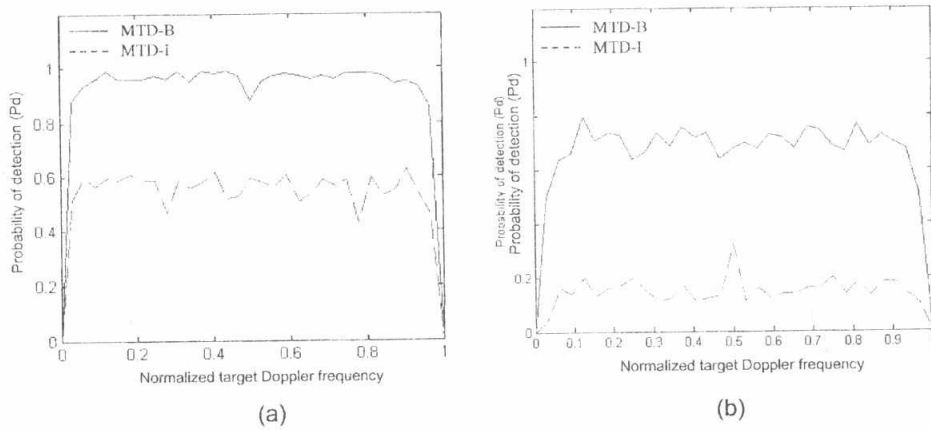 MTD-B
MTD-I
1
0.8
0.6
0.4
0.2
0
Probability of detection (Pd)
0 0.2 0.4 0.6 0.8 1
Normalized target Doppler frequency
(a)
MTD-B
MTD-I
1
0.2
0
Probability of detection (Pd)
Probability of detection (Pd)
0 0.1 0.2 0.3 0.4 0.5 0.6 0.7 0.8 0.9
Normalized target Doppler frequency
(b)